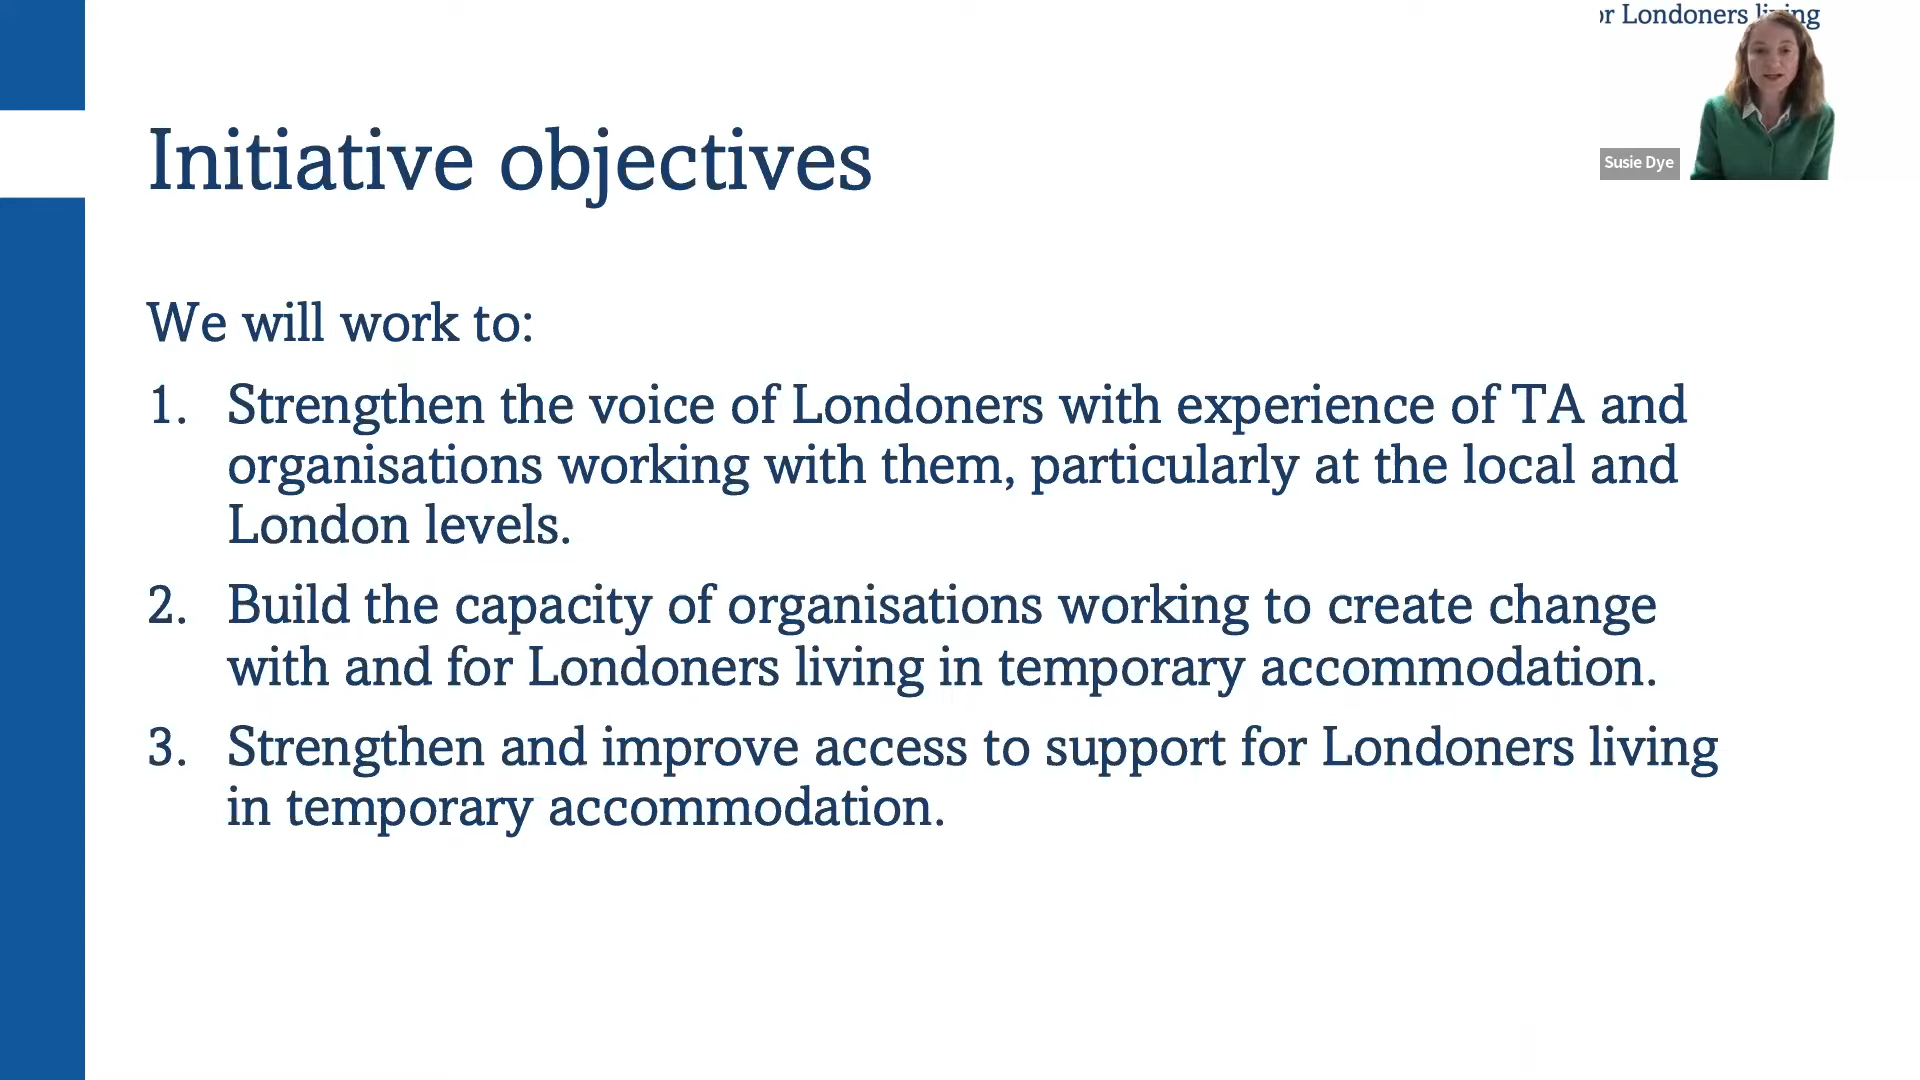 or Londoners living
Susie Dye
Initiative objectives
We will work to:
1. Strengthen the voice of Londoners with experience of TA and
organisations working with them, particularly at the local and
London levels.
2. Build the capacity of organisations working to create change
with and for Londoners living in temporary accommodation.
3. Strengthen and improve access to support for Londoners living
in temporary accommodation.